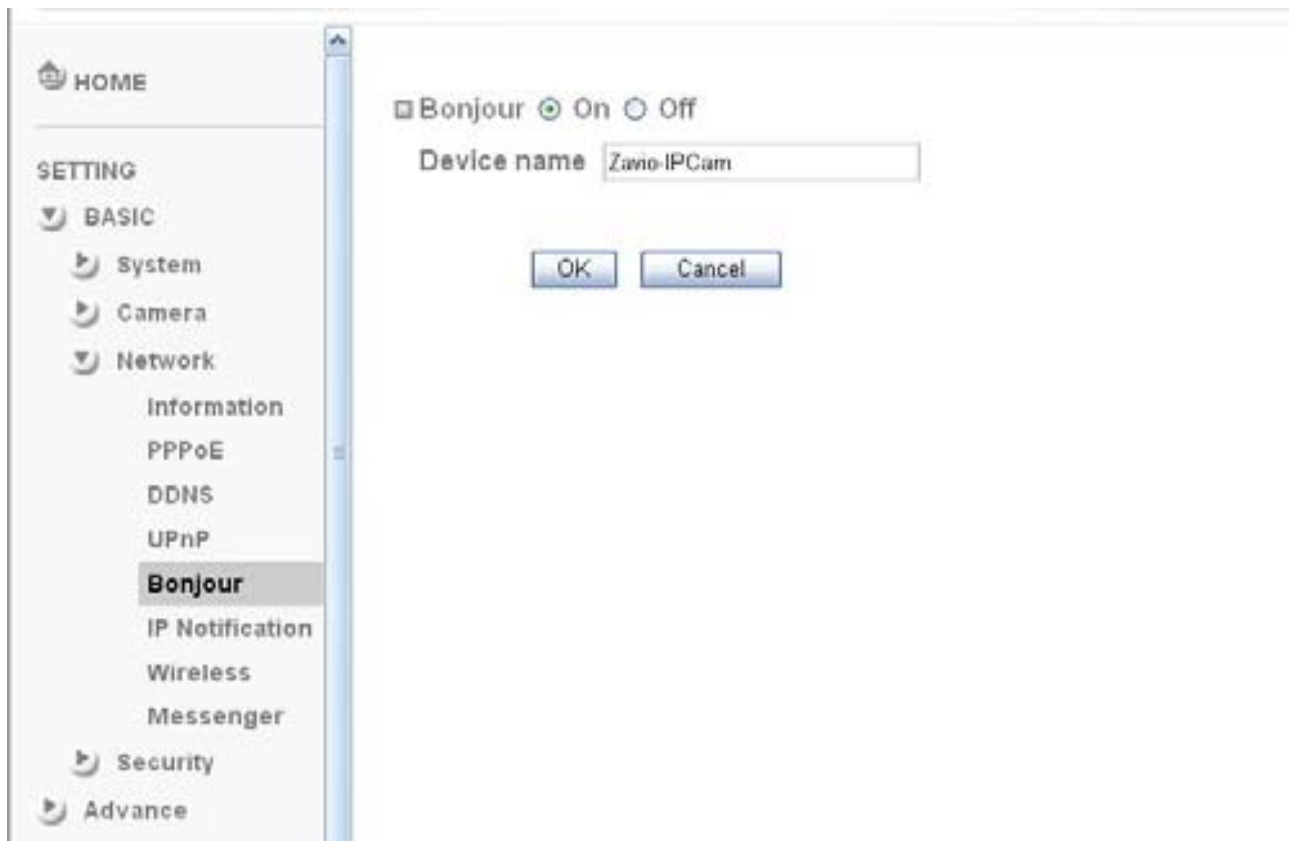 HOME
SETTING
BASIC
System
Camera
Network
Information
PPPoE
DDNS
UPnP
Bonjour
IP Notification
Wireless
Messenger
Security
Advance
Bonjour On Off
Device name Zavio-IPCam
OK Cancel